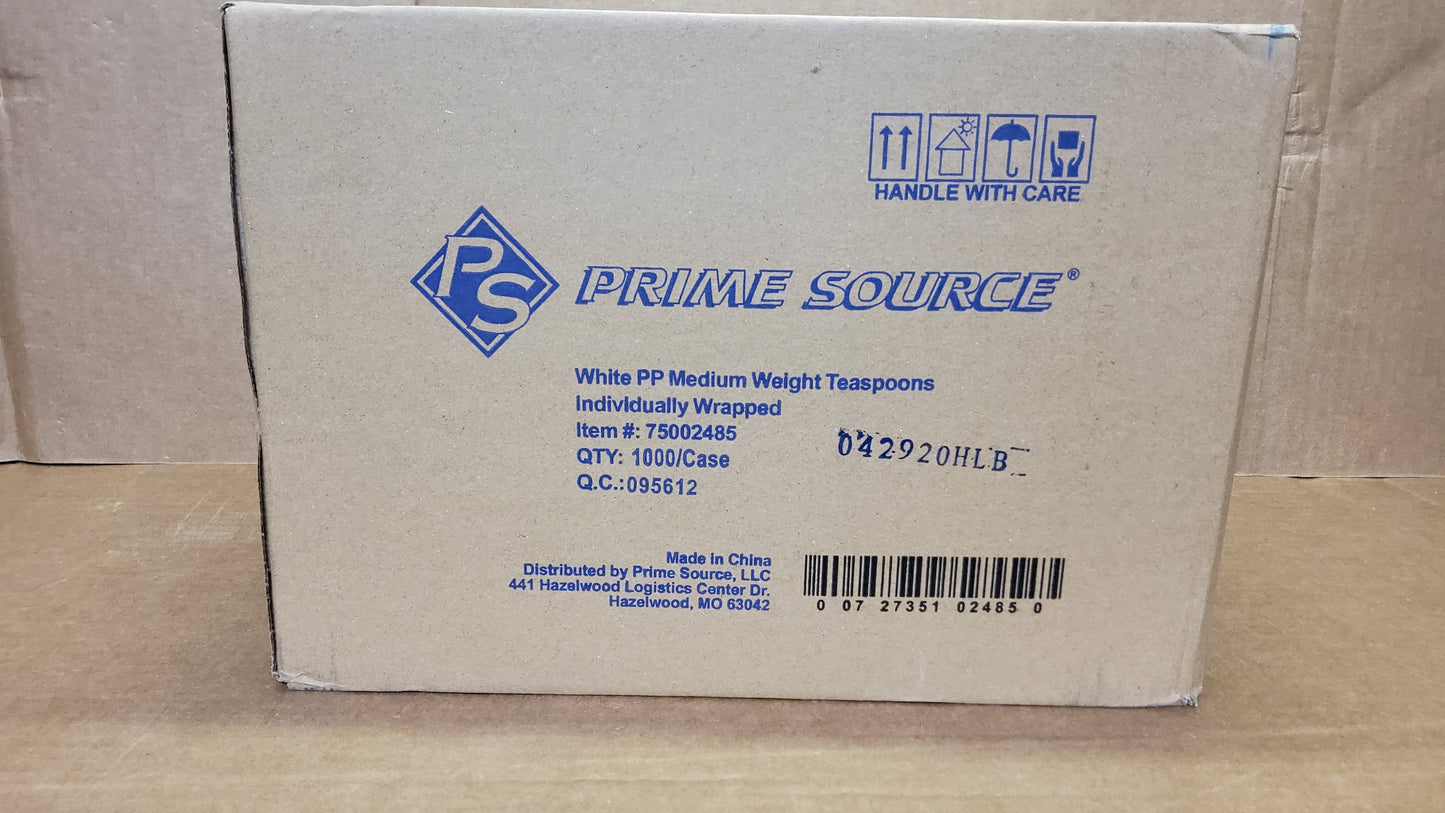 HANDLE WITH CARE
PS
PRIME SOURCE®
White PP Medium Weight Teaspoons
Individually Wrapped
Item #: 75002485
QTY: 1000/Case
Q.C.:095612
042920HLB
Made in China
Distributed by Prime Source, LLC
441 Hazelwood Logistics Center Dr.
Hazelwood, MO 63042
0 07 27351 02485 0